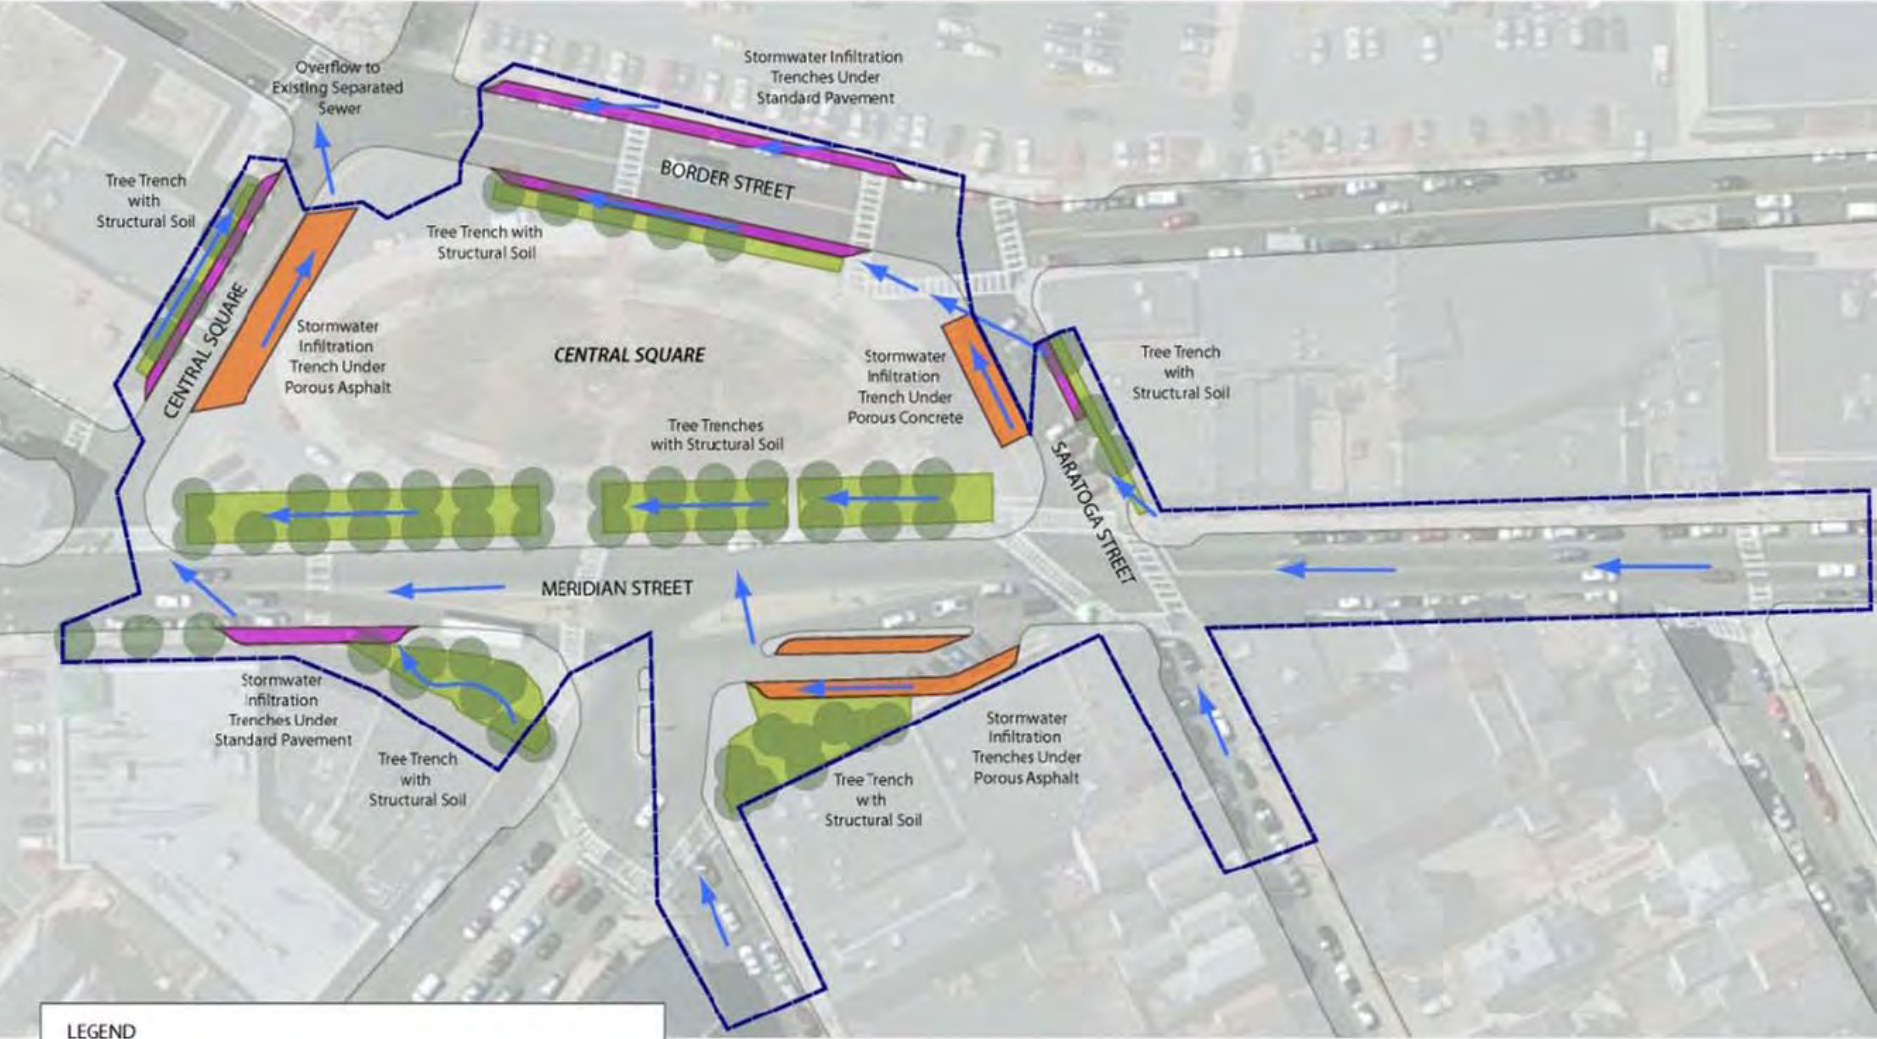 Overflow to
Existing Separated
Sewer
Stormwater Infiltration
Trenches Under
Standard Pavement
BORDER STREET
Tree Trench
with
Structural Soil
Tree Trench with
Structural Soil
CENTRAL SQUARE
Stormwater
Infiltration
Trench Under
Porous Asphalt
CENTRAL SQUARE
Stormwater
Infiltration
Trench Under
Porous Concrete
Tree Trench
with
Structural Soil
Tree Trenches
with Structural Soil
SARATOGA STREET
MERIDIAN STREET
Stormwater
Infiltration
Trenches Under
Standard Pavement
Tree Trench
with
Structural Soil
Tree Trench
with
Structural Soil
Stormwater
Infiltration
Trenches Under
Porous Asphalt
LEGEND